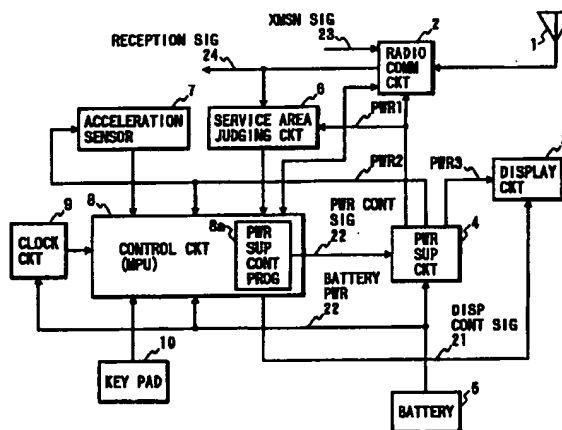 XMSN SIG
23
RECEPTION SIG
24
2
RADIO
COMM
CKT
1
7
ACCELERATION
SENSOR
6
SERVICE AREA
JUDGING CKT
PWR1
PWR2
PWR3
DISPLAY
CKT
9
CLOCK
CKT
8
CONTROL CKT
(MPU)
8a
PWR
SUP
CONT
PROG
PWR CONT
SIG
22
4
PWR
SUP
CKT
BATTERY
PWR
22
DISP
CONT SIG
21
10
KEY PAD
5
BATTERY